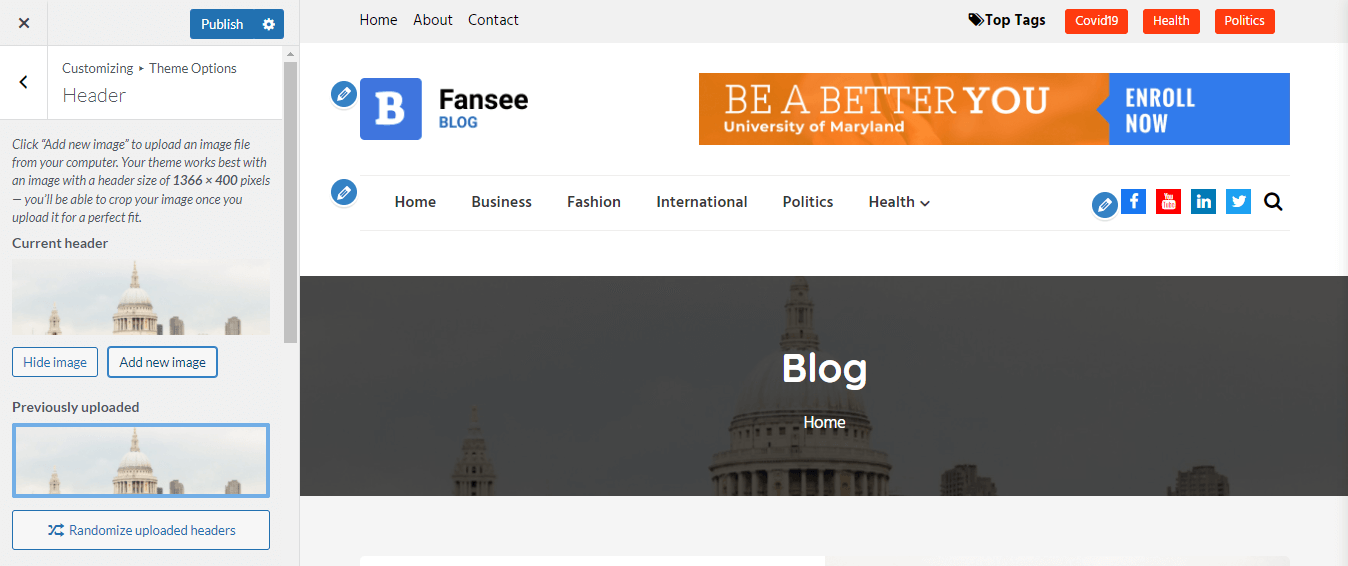 Publish
Customizing ▸ Theme Options
Header
Click “Add new image” to upload an image file
from your computer. Your theme works best with
an image with a header size of 1366 × 400 pixels
— you’ll be able to crop your image once you
upload it for a perfect fit.
Current header
Hide image
Add new image
Previously uploaded
Randomize uploaded headers
Home About Contact
Top Tags Covid19 Health Politics
B
Fansee
BLOG
BE A BETTER YOU
University of Maryland
ENROLL
NOW
Home Business Fashion International Politics Health
f You Tube in
Blog
Home